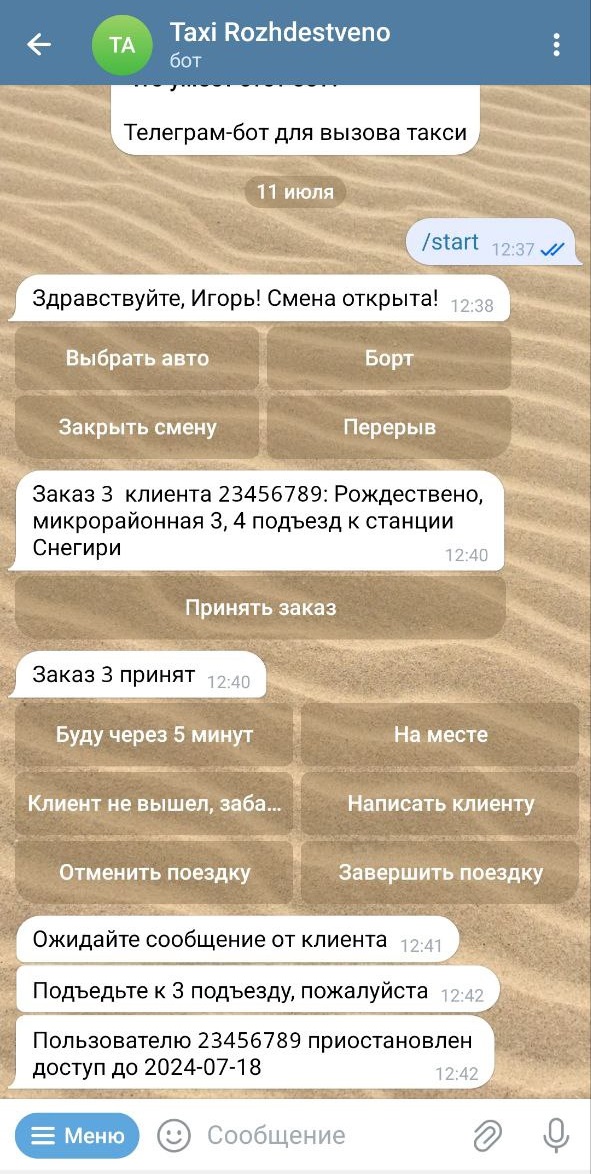 TA
Taxi Rozhdestveno
бот
Телеграм-бот для вызова такси
11 июля
/start 12:37
Здравствуйте, Игорь! Смена открыта! 12:38
Выбрать авто
Борт
Закрыть смену
Перерыв
Заказ 3 клиента 23456789: Рождествено,
микрорайонная 3, 4 подъезд к станции
Снегири 12:40
Принять заказ
Заказ 3 принят 12:40
Буду через 5 минут
На месте
Клиент не вышел, заба...
Написать клиенту
Отменить поездку
Завершить поездку
Ожидайте сообщение от клиента 12:41
Подъедьте к 3 подъезду, пожалуйста 12:42
Пользователю 23456789 приостановлен
доступ до 2024-07-18 12:42
Меню
Сообщение